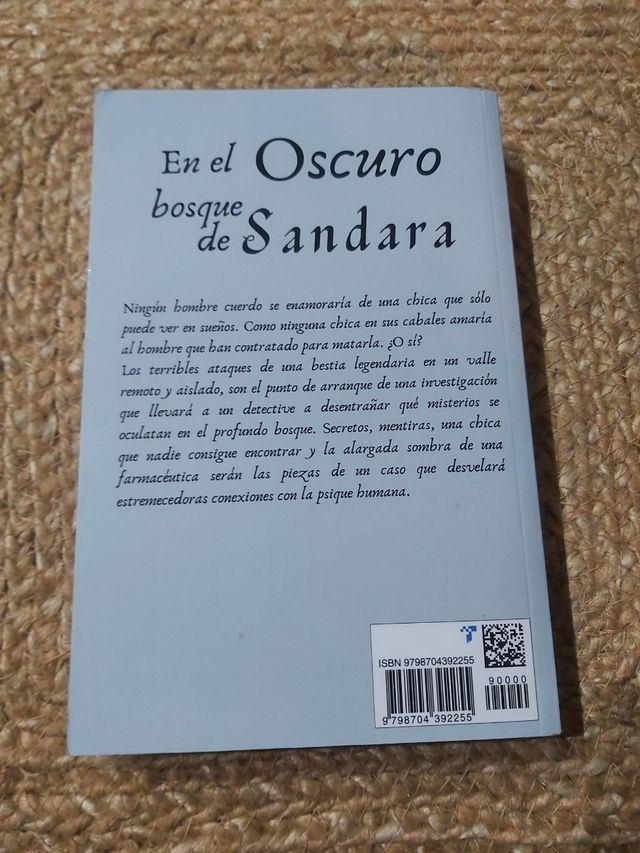 En el Oscuro
bosque
de Sandara
Ningún hombre cuerdo se enamoraría de una chica que sólo
puede ver en sueños. Como ninguna chica en sus cabales amaría
al hombre que han contratado para matarla. ¿O sí?
Los terribles ataques de una bestia legendaria en un valle
remoto y aislado, son el punto de arranque de una investigación
que llevará a un detective a desentrañar qué misterios se
oculatan en el profundo bosque. Secretos, mentiras, una chica
que nadie consigue encontrar y la alargada sombra de una
farmacéutica serán las piezas de un caso que desvelará
estremecedoras conexiones con la psique humana.
ISBN 9798704392255
90000
9 798704 392255